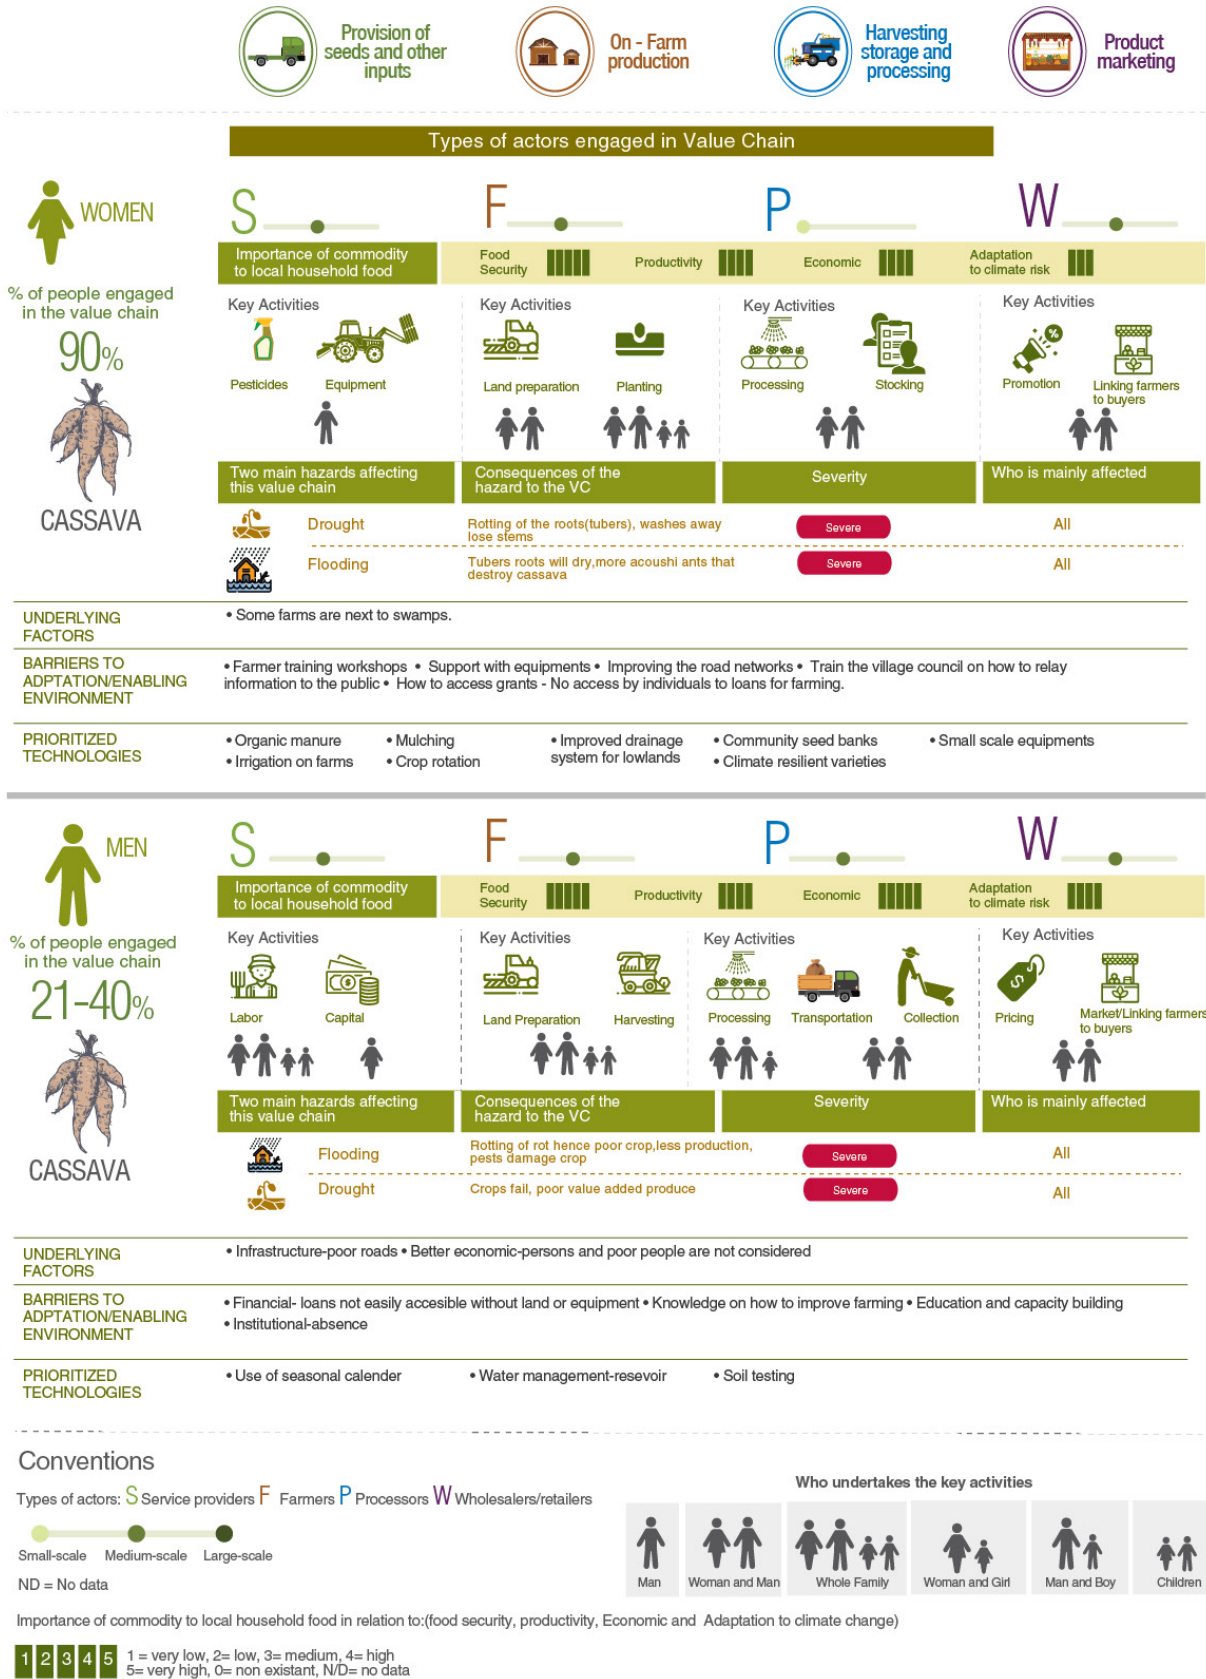 Provision of
seeds and other
inputs
On - Farm
production
Harvesting
storage and
processing
Product
marketing
Types of actors engaged in Value Chain
WOMEN
S
F
P
W
Importance of commodity
to local household food
Food
Security
Productivity
Economic
Adaptation
to climate risk
% of people engaged
in the value chain
90%
CASSAVA
Key Activities
Pesticides
Equipment
Key Activities
Land preparation
Planting
Key Activities
Processing
Stocking
Key Activities
Promotion
Linking farmers
to buyers
Two main hazards affecting
this value chain
Consequences of the
hazard to the VC
Severity
Who is mainly affected
Drought
Rotting of the roots(tubers), washes away
lose stems
Severe
All
Flooding
Tubers roots will dry,more acoushi ants that
destroy cassava
Severe
All
UNDERLYING
FACTORS
• Some farms are next to swamps.
BARRIERS TO
ADPTATION/ENABLING
ENVIRONMENT
• Farmer training workshops • Support with equipments • Improving the road networks • Train the village council on how to relay
information to the public • How to access grants - No access by individuals to loans for farming.
PRIORITIZED
TECHNOLOGIES
• Organic manure
• Irrigation on farms
• Mulching
• Crop rotation
• Improved drainage
system for lowlands
• Community seed banks
• Climate resilient varieties
• Small scale equipments
MEN
S
F
P
W
Importance of commodity
to local household food
Food
Security
Productivity
Economic
Adaptation
to climate risk
% of people engaged
in the value chain
21-40%
CASSAVA
Key Activities
Labor
Capital
Key Activities
Land Preparation
Harvesting
Key Activities
Processing
Transportation
Collection
Key Activities
Pricing
Market/Linking farmers
to buyers
Two main hazards affecting
this value chain
Consequences of the
hazard to the VC
Severity
Who is mainly affected
Flooding
Rotting of rot hence poor crop,less production,
pests damage crop
Severe
All
Drought
Crops fail, poor value added produce
Severe
All
UNDERLYING
FACTORS
• Infrastructure-poor roads • Better economic-persons and poor people are not considered
BARRIERS TO
ADPTATION/ENABLING
ENVIRONMENT
• Financial- loans not easily accesible without land or equipment • Knowledge on how to improve farming • Education and capacity building
• Institutional-absence
PRIORITIZED
TECHNOLOGIES
• Use of seasonal calender
• Water management-resevoir
• Soil testing
Conventions
Types of actors: S Service providers F Farmers P Processors W Wholesalers/retailers
Small-scale Medium-scale Large-scale
ND = No data
Who undertakes the key activities
Man
Woman and Man
Whole Family
Woman and Girl
Man and Boy
Children
Importance of commodity to local household food in relation to:(food security, productivity, Economic and Adaptation to climate change)
1 2 3 4 5
1 = very low, 2= low, 3= medium, 4= high
5= very high, 0= non existant, N/D= no data